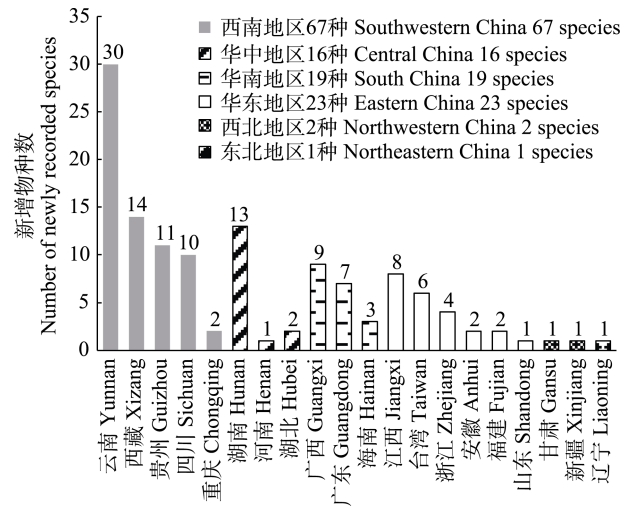 西南地区67种 Southwestern China 67 species
华中地区16种 Central China 16 species
华南地区19种 South China 19 species
华东地区23种 Eastern China 23 species
西北地区2种 Northwestern China 2 species
东北地区1种 Northeastern China 1 species
新增物种数
Number of newly recorded species
35
30
25
20
15
10
5
0
30
14
11
10
2
13
1
2
9
7
3
8
6
4
2
2
1
1
1
1
云南 Yunnan
西藏 Xizang
贵州 Guizhou
四川 Sichuan
重庆 Chongqing
湖南 Hunan
河南 Henan
湖北 Hubei
广西 Guangxi
广东 Guangdong
海南 Hainan
江西 Jiangxi
台湾 Taiwan
浙江 Zhejiang
安徽 Anhui
福建 Fujian
山东 Shandong
甘肃 Gansu
新疆 Xinjiang
辽宁 Liaoning